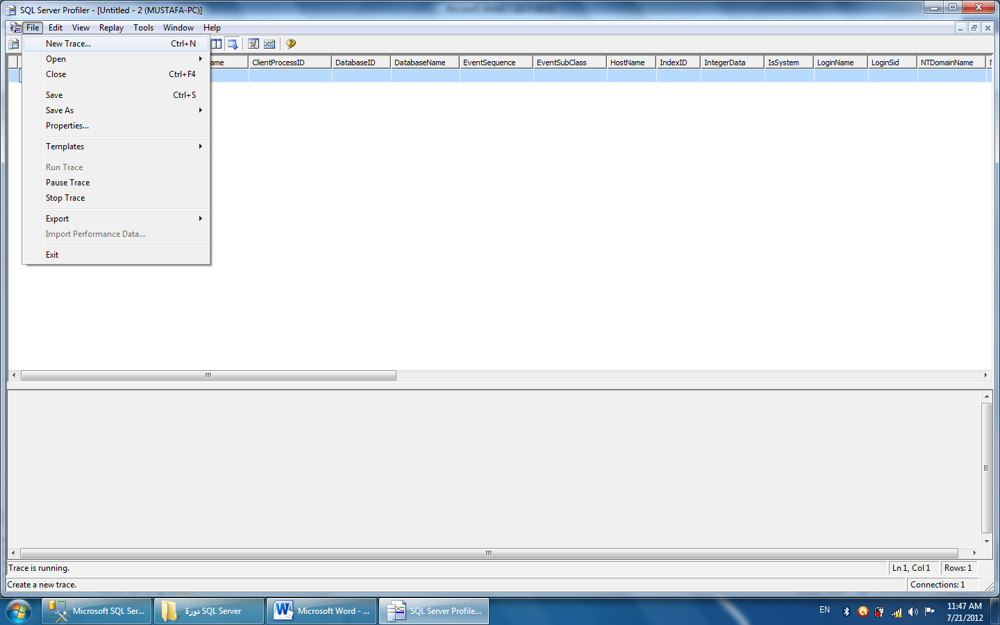 SQL Server Profiler - [Untitled - 2 (MUSTAFA-PC)]
File Edit View Replay Tools Window Help
New Trace... Ctrl+N
Open
Close Ctrl+F4
Save Ctrl+S
Save As
Properties...
Templates
Run Trace
Pause Trace
Stop Trace
Export
Import Performance Data...
Exit
ame ClientProcessID DatabaseID DatabaseName EventSequence EventSubClass HostName IndexID IntegerData IsSystem LoginName LoginSid NTDomainName
Trace is running. Ln 1, Col 1 Rows: 1
Create a new trace. Connections: 1
Microsoft SQL Ser... دورة SQL Server Microsoft Word - ... SQL Server Profile... EN 11:47 AM
7/21/2012